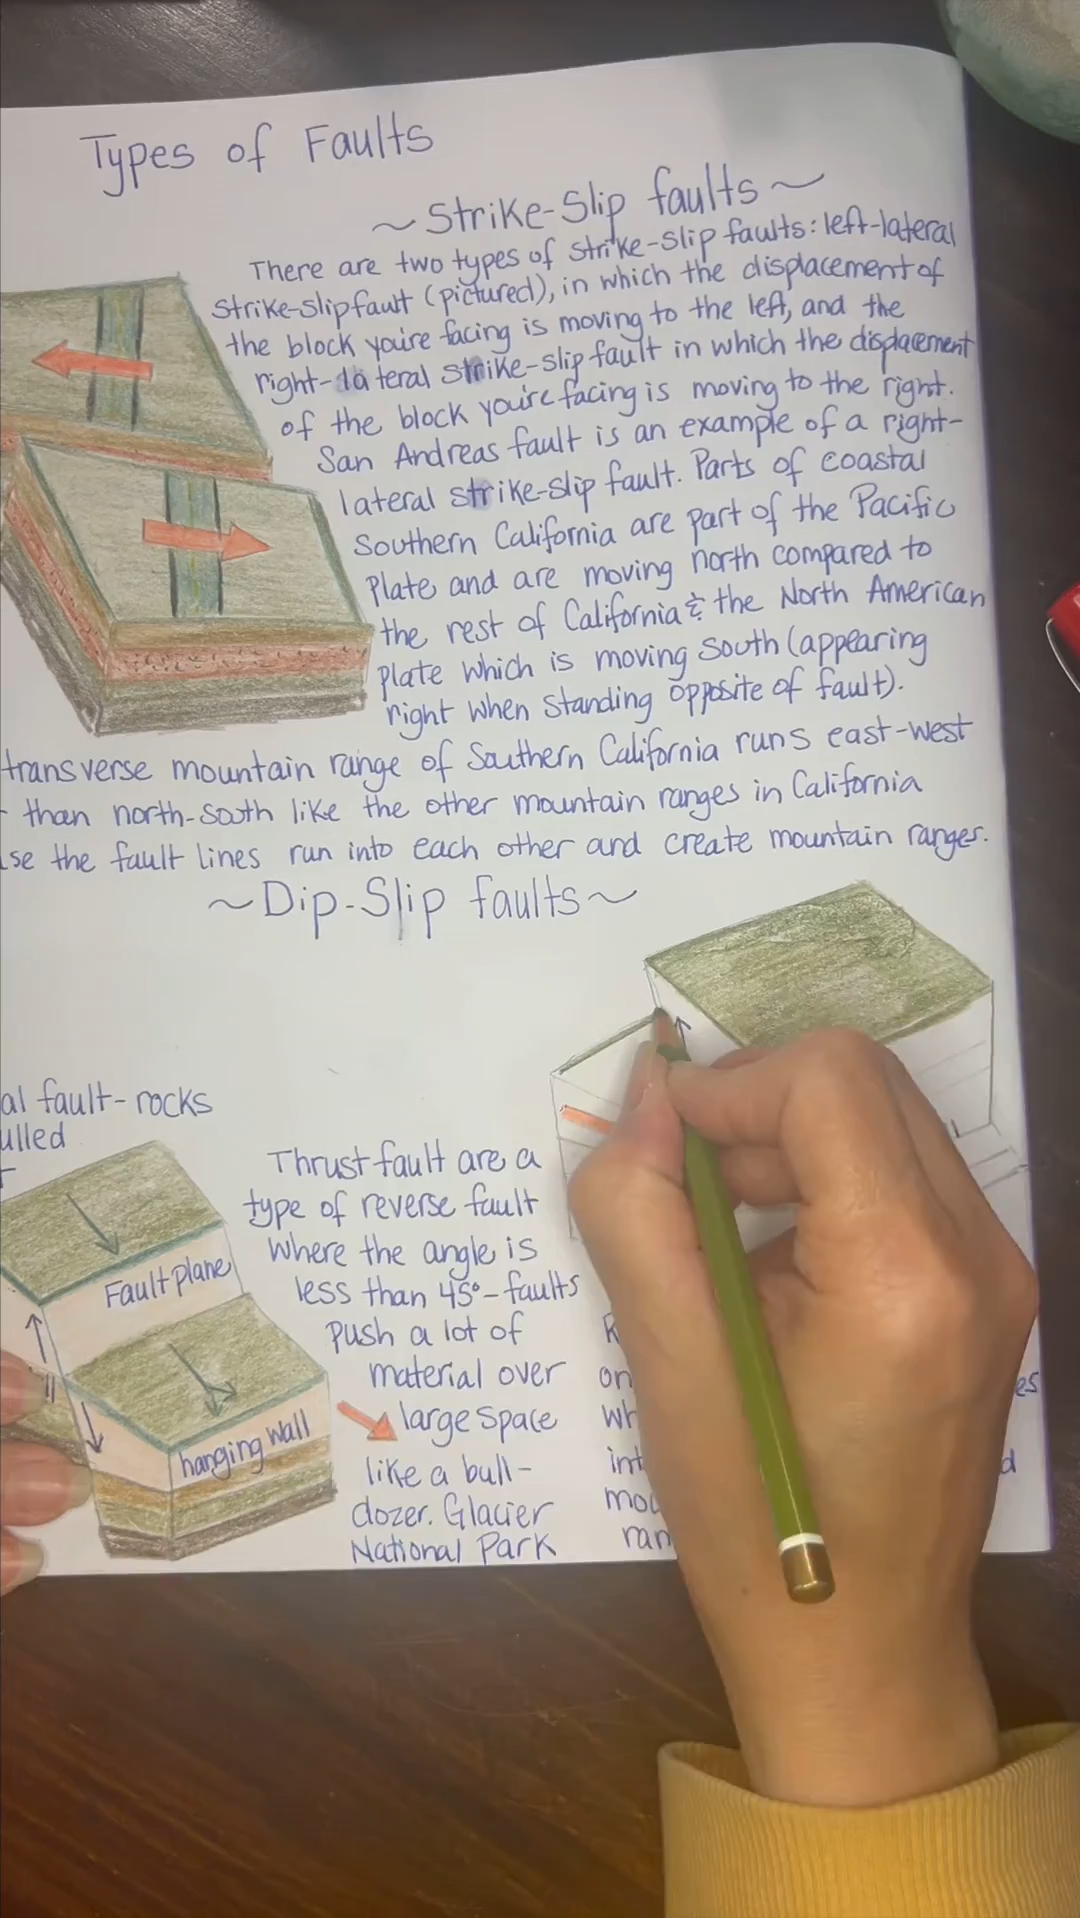 Types of Faults
~Strike-Slip faults~
There are two types of strike-slip faults: left-lateral
strike-slip fault (pictured), in which the displacement of
the block you're facing is moving to the left, and the
right-lateral strike-slip fault in which the displacement
of the block you're facing is moving to the right.
San Andreas fault is an example of a right-
lateral strike-slip fault. Parts of coastal
Southern California are part of the Pacific
plate and are moving north compared to
the rest of California & the North American
plate which is moving south (appearing
right when standing opposite of fault).
transverse mountain range of Southern California runs east-west
than north-south like the other mountain ranges in California
se the fault lines run into each other and create mountain ranges.
~Dip-Slip faults~
al fault- rocks
ulled
Fault plane
hanging wall
Thrust fault are a
type of reverse fault
where the angle is
less than 45°-faults
push a lot of
material over
large space
like a bull-
dozer. Glacier
National Park
R
on
wh
int
mou
ran
es
d